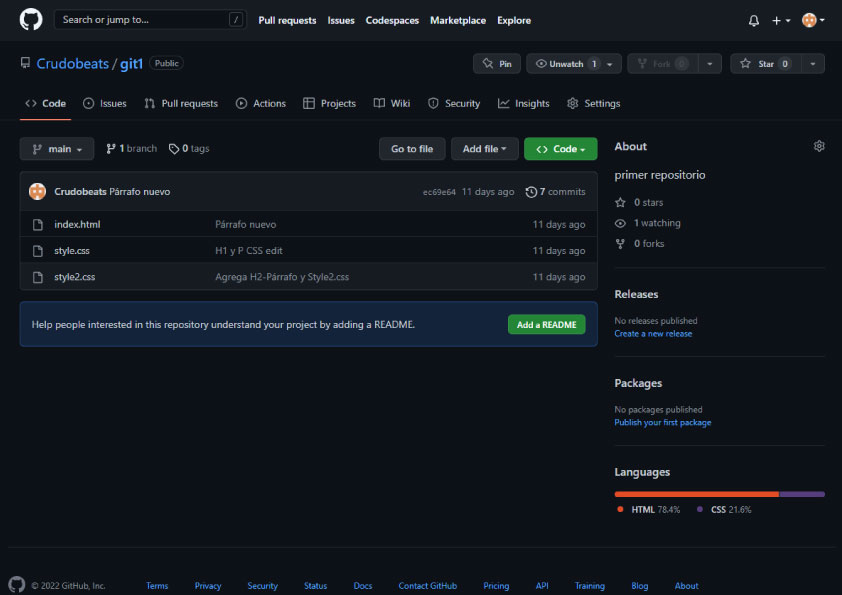 Search or jump to... / Pull requests Issues Codespaces Marketplace Explore
Crudobeats / git1 Public Pin Unwatch 1 Fork 0 Star 0
Code Issues Pull requests Actions Projects Wiki Security Insights Settings
main 1 branch 0 tags Go to file Add file Code
Crudobeats Párrafo nuevo ec69e64 11 days ago 7 commits
index.html Párrafo nuevo 11 days ago
style.css H1 y P CSS edit 11 days ago
style2.css Agrega H2-Párrafo y Style2.css 11 days ago
Help people interested in this repository understand your project by adding a README. Add a README
About
primer repositorio
0 stars
1 watching
0 forks
Releases
No releases published
Create a new release
Packages
No packages published
Publish your first package
Languages
HTML 78.4% CSS 21.6%
© 2022 GitHub, Inc. Terms Privacy Security Status Docs Contact GitHub Pricing API Training Blog About